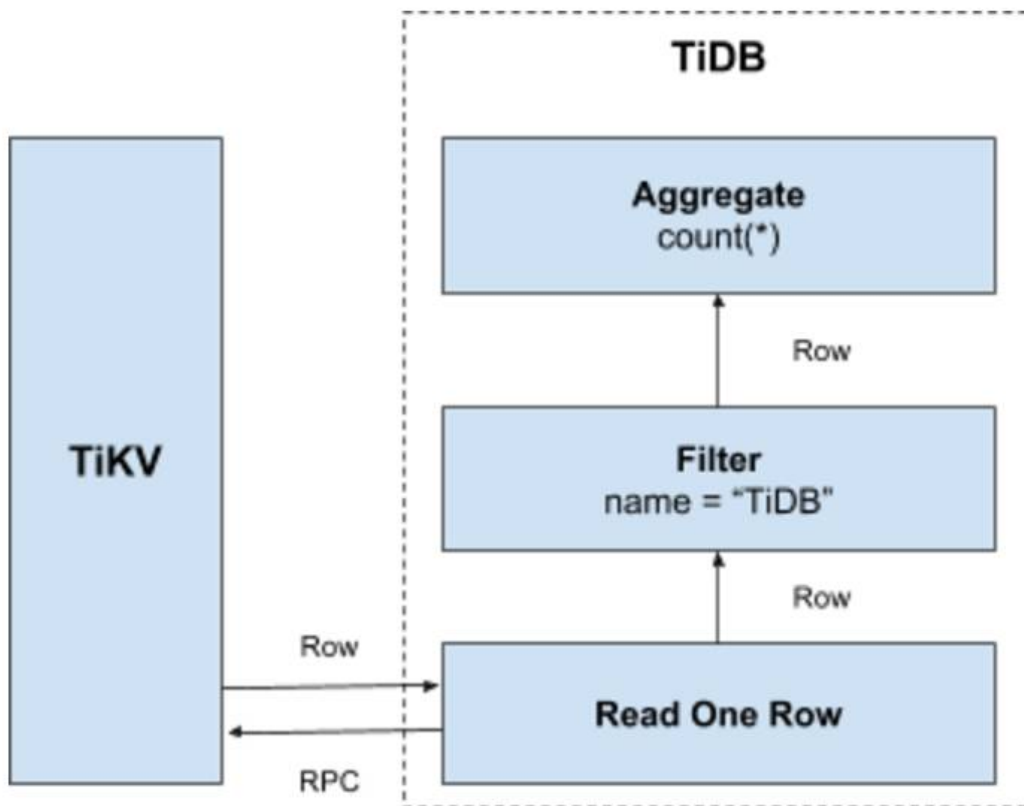 TiDB
Aggregate
count(*)
Row
TiKV
Filter
name = “TiDB”
Row
Row
Read One Row
RPC